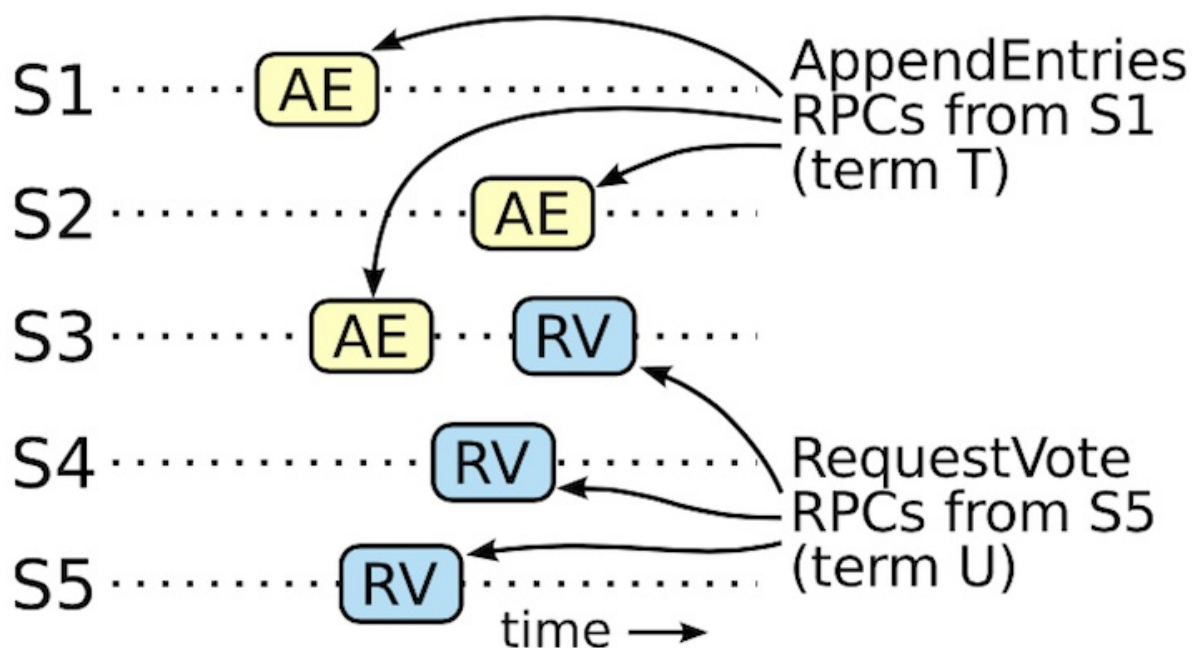 S1 AE
AppendEntries
RPCs from S1
(term T)
S2 AE
S3 AE RV
S4 RV
RequestVote
RPCs from S5
(term U)
S5 RV
time